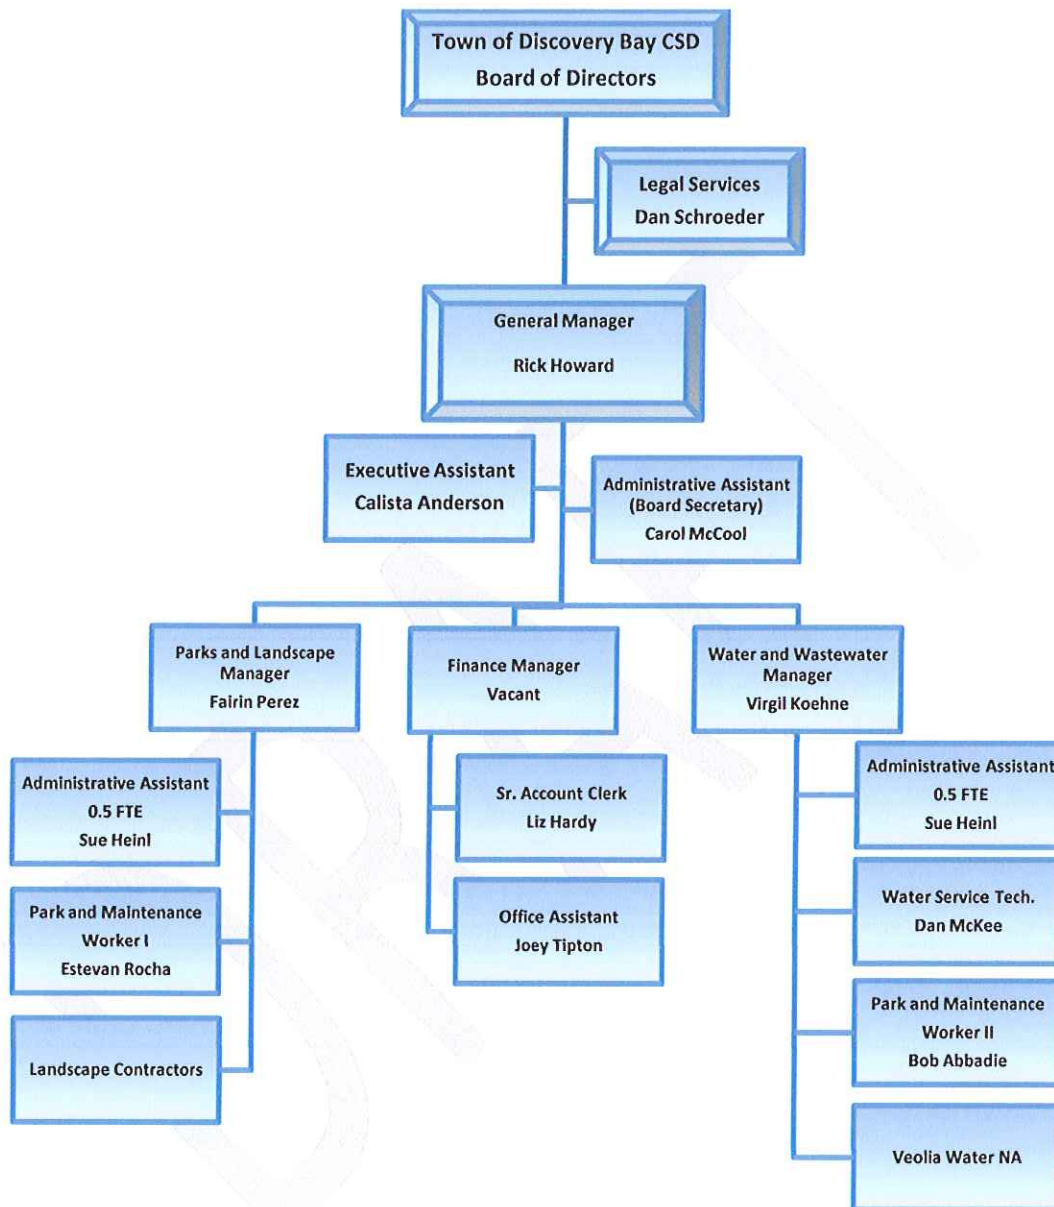 Town of Discovery Bay CSD
Board of Directors
Legal Services
Dan Schroeder
General Manager
Rick Howard
Executive Assistant
Calista Anderson
Administrative Assistant
(Board Secretary)
Carol McCool
Parks and Landscape
Manager
Fairin Perez
Finance Manager
Vacant
Water and Wastewater
Manager
Virgil Koehne
Administrative Assistant
0.5 FTE
Sue Heinl
Park and Maintenance
Worker I
Estevan Rocha
Landscape Contractors
Sr. Account Clerk
Liz Hardy
Office Assistant
Joey Tipton
Administrative Assistant
0.5 FTE
Sue Heinl
Water Service Tech.
Dan McKee
Park and Maintenance
Worker II
Bob Abbadie
Veolia Water NA
DRAFT